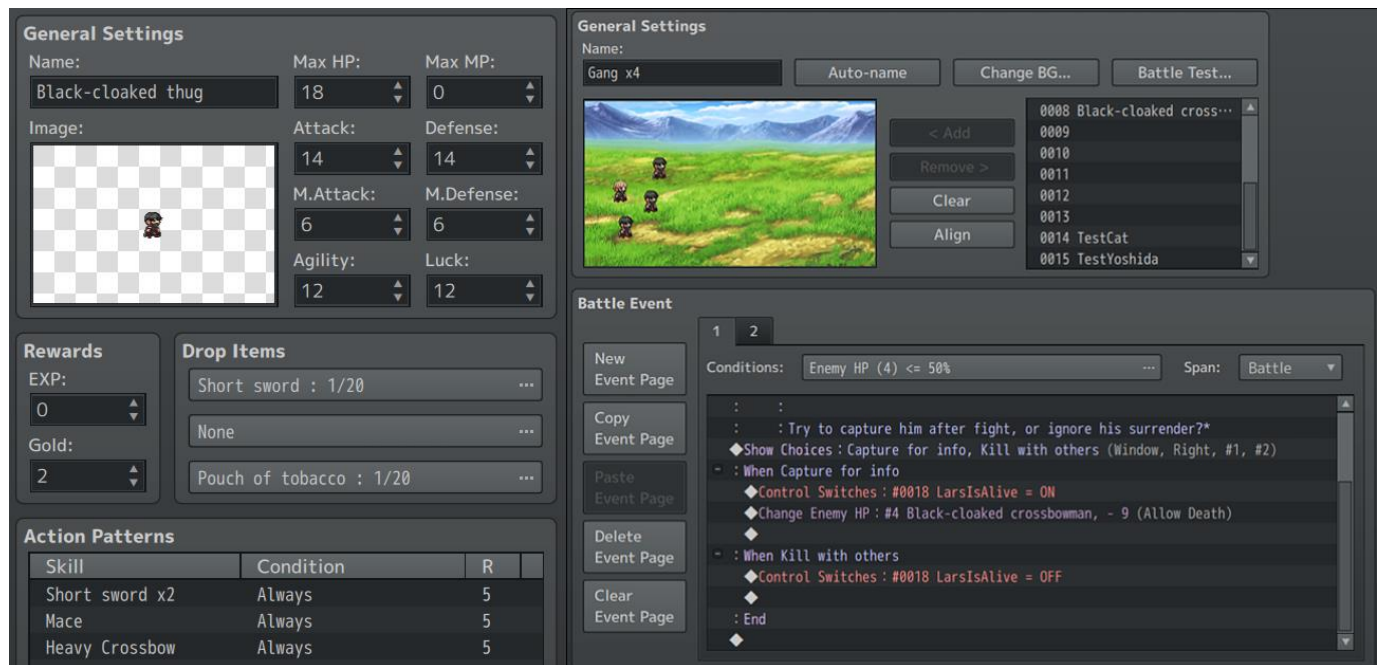 General Settings
Name:
Max HP:
Max MP:
Black-cloaked thug
18
0
Image:
Attack:
Defense:
14
14
M.Attack:
M.Defense:
6
6
Agility:
Luck:
12
12
Rewards
EXP:
0
Gold:
2
Drop Items
Short sword : 1/20
None
Pouch of tobacco : 1/20
Action Patterns
Skill Condition R
Short sword x2 Always 5
Mace Always 5
Heavy Crossbow Always 5
General Settings
Name:
Gang x4
Auto-name
Change BG...
Battle Test...
< Add
Remove >
Clear
Align
0008 Black-cloaked cross…
0009
0010
0011
0012
0013
0014 TestCat
0015 TestYoshida
Battle Event
New
Event Page
Copy
Event Page
Paste
Event Page
Delete
Event Page
Clear
Event Page
1 2
Conditions: Enemy HP (4) <= 50% ... Span: Battle
: :
: : Try to capture him after fight, or ignore his surrender?*
◆Show Choices : Capture for info, Kill with others (Window, Right, #1, #2)
- : When Capture for info
◆Control Switches : #0018 LarsIsAlive = ON
◆Change Enemy HP : #4 Black-cloaked crossbowman, - 9 (Allow Death)
◆
- : When Kill with others
◆Control Switches : #0018 LarsIsAlive = OFF
◆
: End
◆